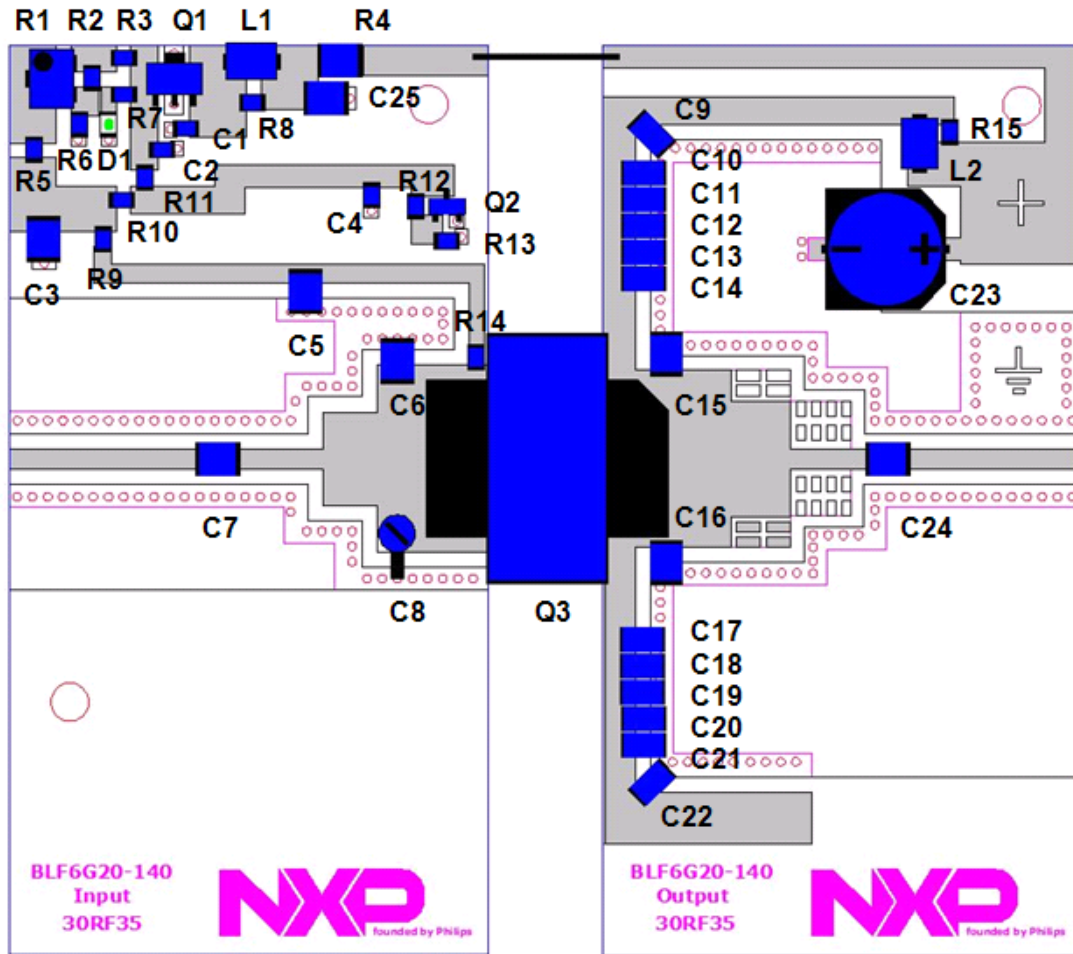 R1 R2 R3 Q1 L1 R4
C25
R7
C1 R8
R6 D1
R5 C2
R11
R10
C3 R9
C4 R12 Q2
R13
C5 R14
C6
C7
C8 Q3
C9
R15
C10
L2
C11
C12
C13
C14 C23
C15
C16
C24
C17
C18
C19
C20
C21
C22
BLF6G20-140
Input
30RF35
NXP
founded by Philips
BLF6G20-140
Output
30RF35
NXP
founded by Philips